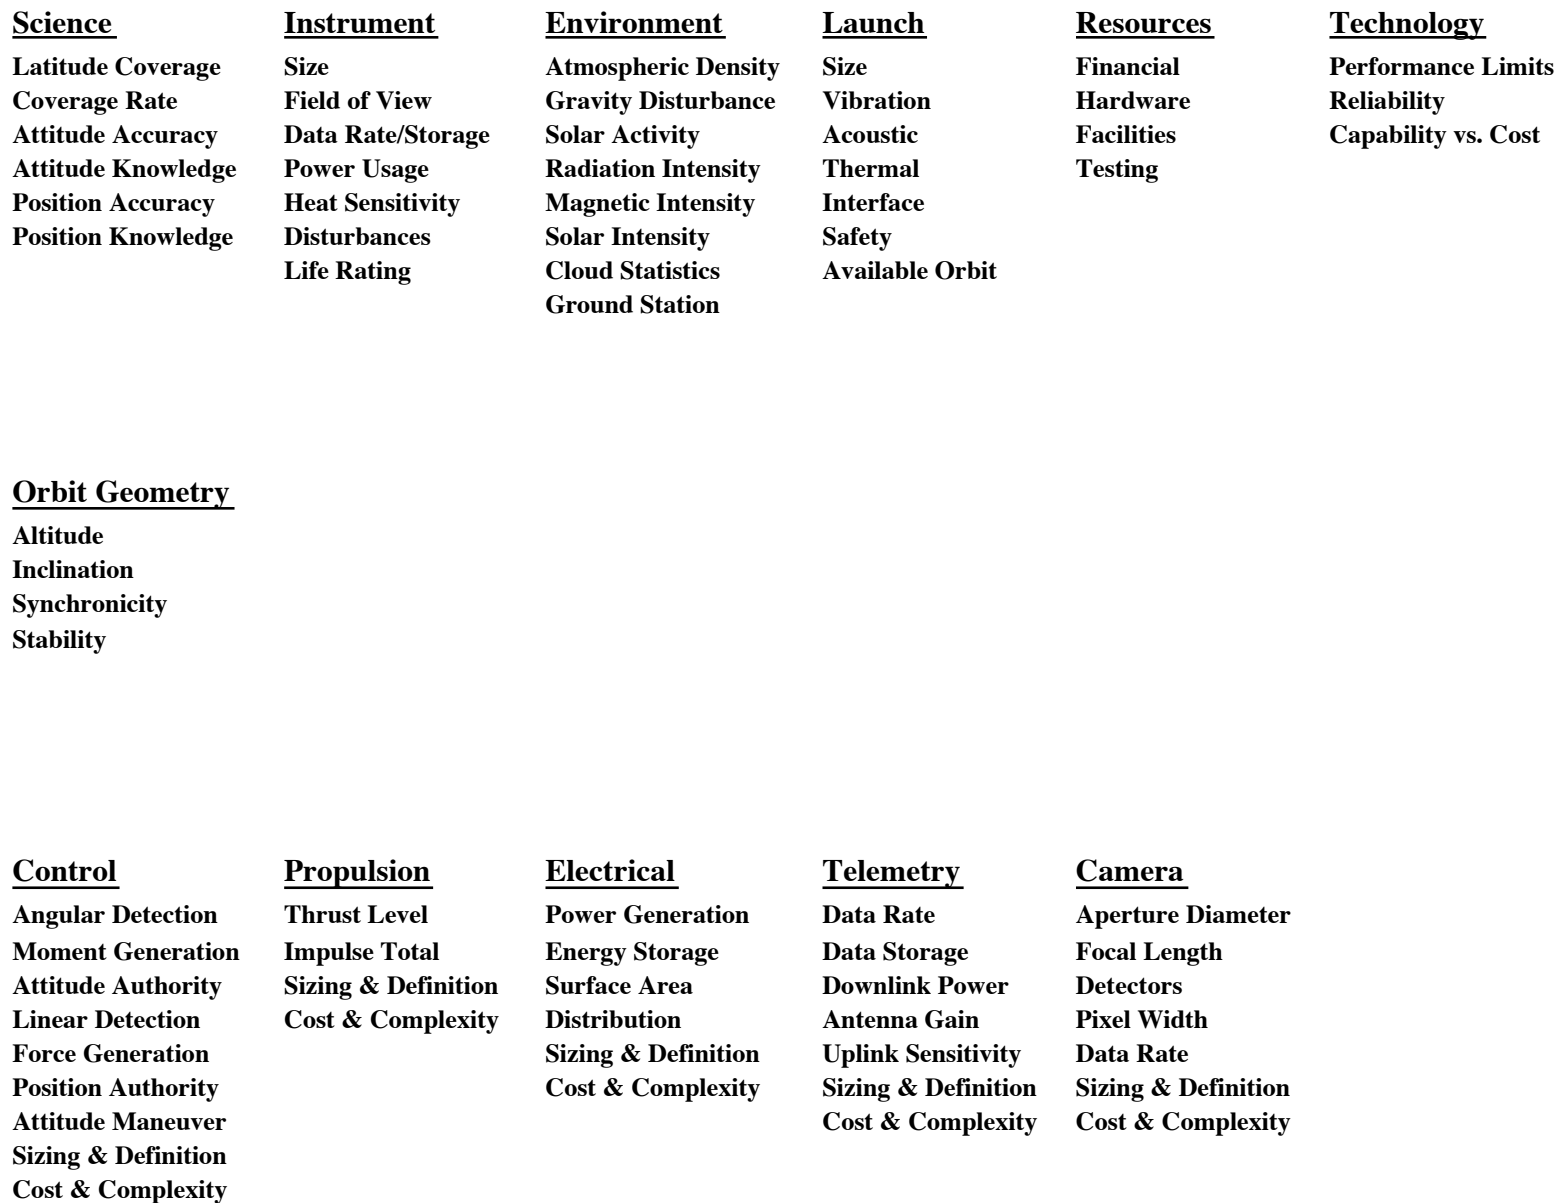 Science
Latitude Coverage
Coverage Rate
Attitude Accuracy
Attitude Knowledge
Position Accuracy
Position Knowledge
Instrument
Size
Field of View
Data Rate/Storage
Power Usage
Heat Sensitivity
Disturbances
Life Rating
Environment
Atmospheric Density
Gravity Disturbance
Solar Activity
Radiation Intensity
Magnetic Intensity
Solar Intensity
Cloud Statistics
Ground Station
Launch
Size
Vibration
Acoustic
Thermal
Interface
Safety
Available Orbit
Resources
Financial
Hardware
Facilities
Testing
Technology
Performance Limits
Reliability
Capability vs. Cost
Orbit Geometry
Altitude
Inclination
Synchronicity
Stability
Control
Angular Detection
Moment Generation
Attitude Authority
Linear Detection
Force Generation
Position Authority
Attitude Maneuver
Sizing & Definition
Cost & Complexity
Propulsion
Thrust Level
Impulse Total
Sizing & Definition
Cost & Complexity
Electrical
Power Generation
Energy Storage
Surface Area
Distribution
Sizing & Definition
Cost & Complexity
Telemetry
Data Rate
Data Storage
Downlink Power
Antenna Gain
Uplink Sensitivity
Sizing & Definition
Cost & Complexity
Camera
Aperture Diameter
Focal Length
Detectors
Pixel Width
Data Rate
Sizing & Definition
Cost & Complexity